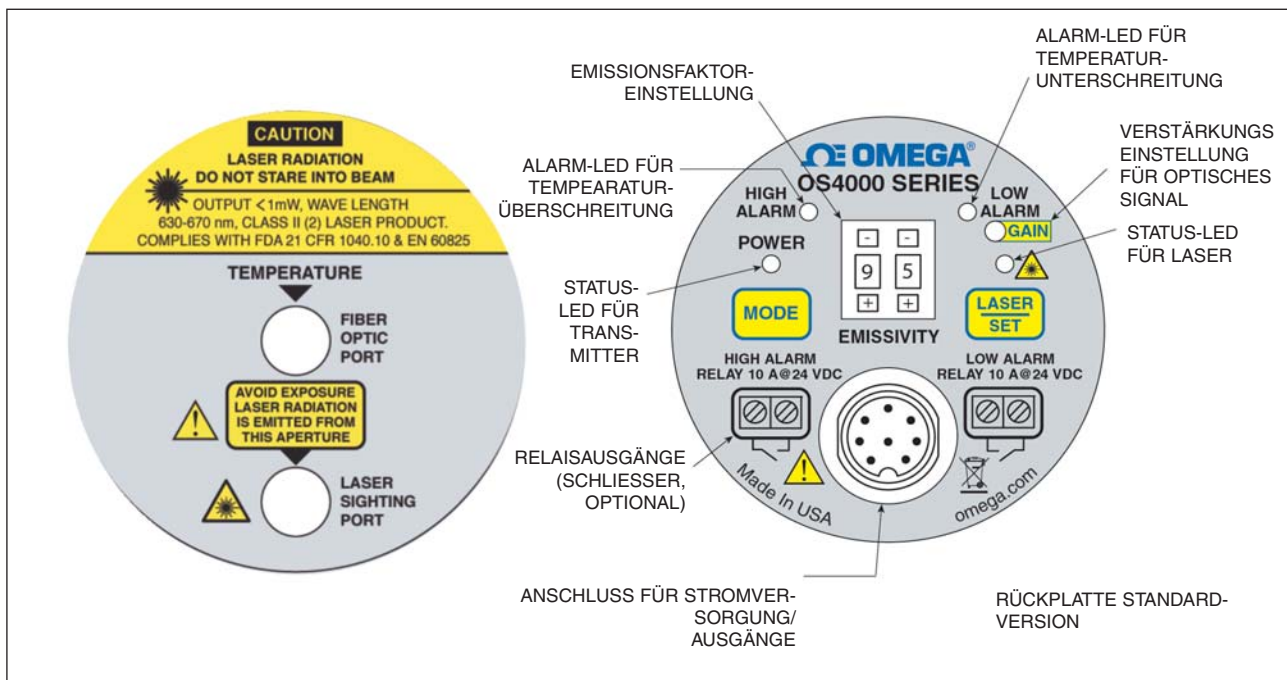 CAUTION
LASER RADIATION
DO NOT STARE INTO BEAM
OUTPUT <1mW, WAVE LENGTH
630-670 nm, CLASS II (2) LASER PRODUCT.
COMPLIES WITH FDA 21 CFR 1040.10 & EN 60825
TEMPERATURE
FIBER
OPTIC
PORT
AVOID EXPOSURE
LASER RADIATION
IS EMITTED FROM
THIS APERTURE
LASER
SIGHTING
PORT
EMISSIONSFAKTOR-
EINSTELLUNG
ALARM-LED FÜR
TEMPEARATUR-
ÜBERSCHREITUNG
STATUS-
LED FÜR
TRANS-
MITTER
RELAISAUSGÄNGE
(SCHLIESSER,
OPTIONAL)
ANSCHLUSS FÜR STROMVER-
SORGUNG/
AUSGÄNGE
ALARM-LED FÜR
TEMPERATUR-
UNTERSCHREITUNG
VERSTÄRKUNGS
EINSTELLUNG
FÜR OPTISCHES
SIGNAL
STATUS-LED
FÜR LASER
OMEGA®
OS4000 SERIES
HIGH
ALARM
LOW
ALARM
GAIN
POWER
- -
9 5
+ +
MODE
LASER
SET
EMISSIVITY
HIGH ALARM
RELAY 10 A@24 VDC
LOW ALARM
RELAY 10 A@24 VDC
Made In USA
omega.com
RÜCKPLATTE STANDARD-
VERSION